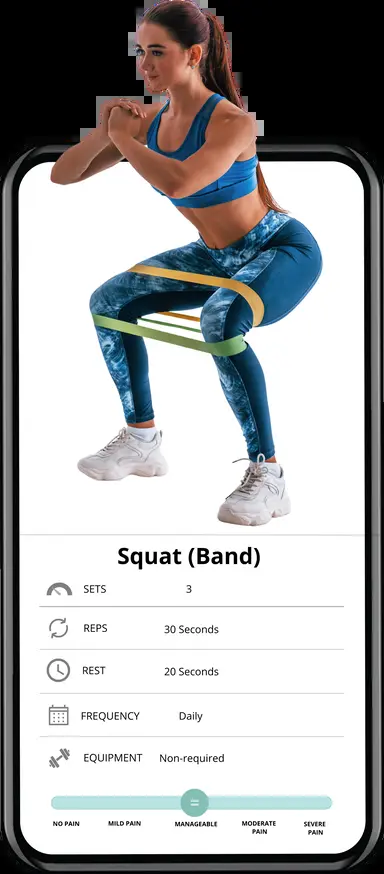 Squat (Band)
SETS 3
REPS 30 Seconds
REST 20 Seconds
FREQUENCY Daily
EQUIPMENT Non-required
NO PAIN MILD PAIN MANAGEABLE MODERATE PAIN SEVERE PAIN